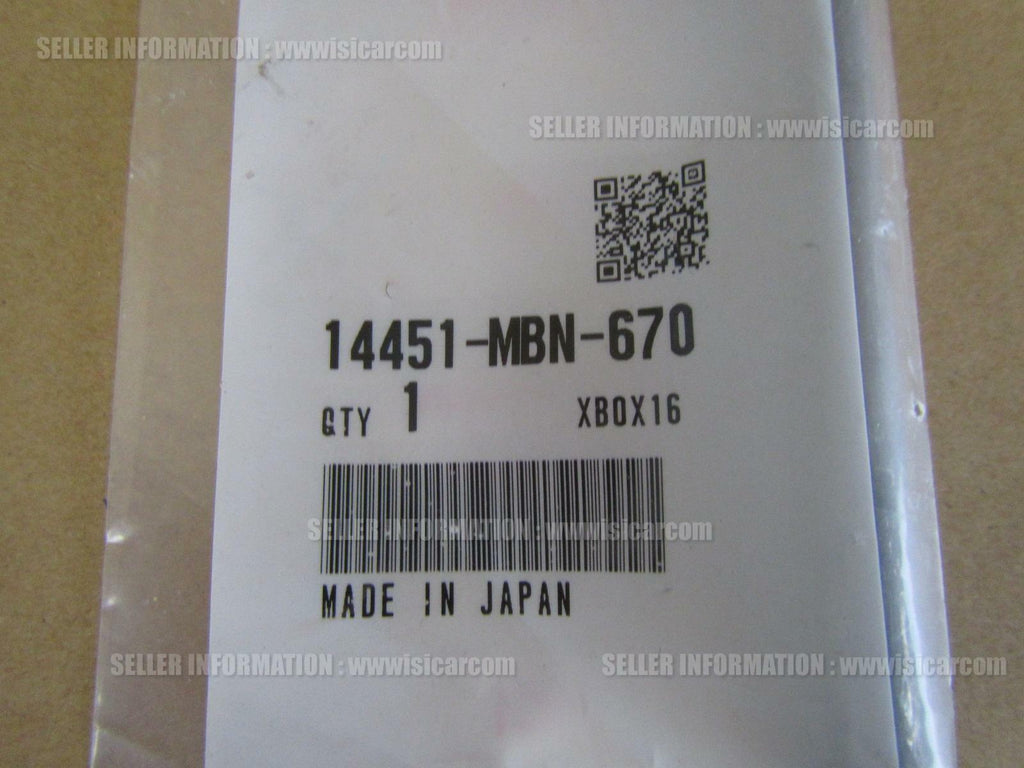 SELLER INFORMATION : wwwisicarcom
SELLER INFORMATION : wwwisicarcom
14451-MBN-670
QTY 1 XBOX16
SELLER INFORMATION : wwwisicarcom
MADE IN JAPAN
SELLER INFORMATION : wwwisicarcom SELLER INFORMATION : wwwisicarcom